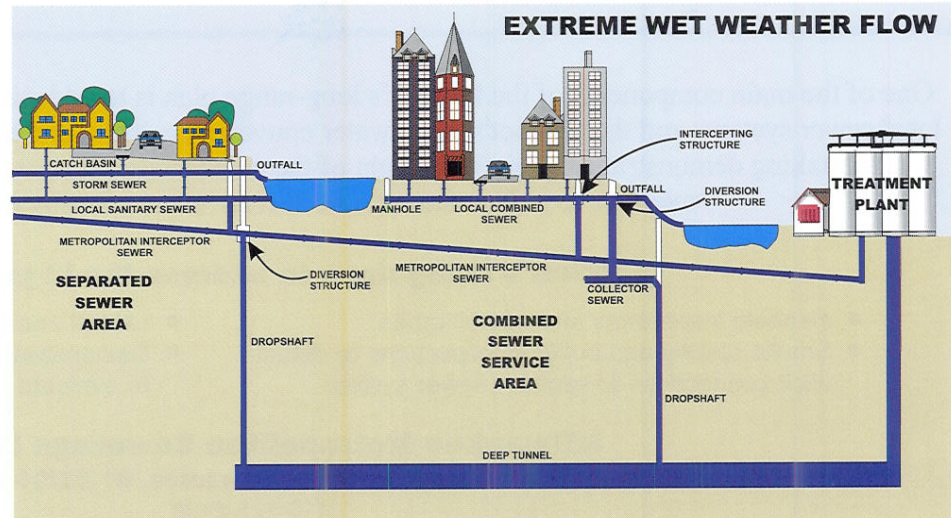 EXTREME WET WEATHER FLOW
INTERCEPTING
STRUCTURE
CATCH BASIN
OUTFALL
STORM SEWER
OUTFALL
DIVERSION
STRUCTURE
TREATMENT
PLANT
LOCAL SANITARY SEWER
MANHOLE
LOCAL COMBINED
SEWER
METROPOLITAN INTERCEPTOR
SEWER
DIVERSION
STRUCTURE
METROPOLITAN INTERCEPTOR
SEWER
COLLECTOR
SEWER
SEPARATED
SEWER
AREA
COMBINED
SEWER
SERVICE
AREA
DROPSHAFT
DROPSHAFT
DEEP TUNNEL